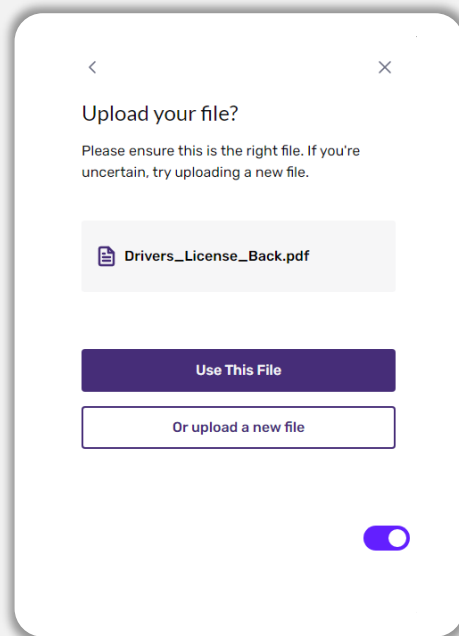 Upload your file?
Please ensure this is the right file. If you're
uncertain, try uploading a new file.
Drivers_License_Back.pdf
Use This File
Or upload a new file